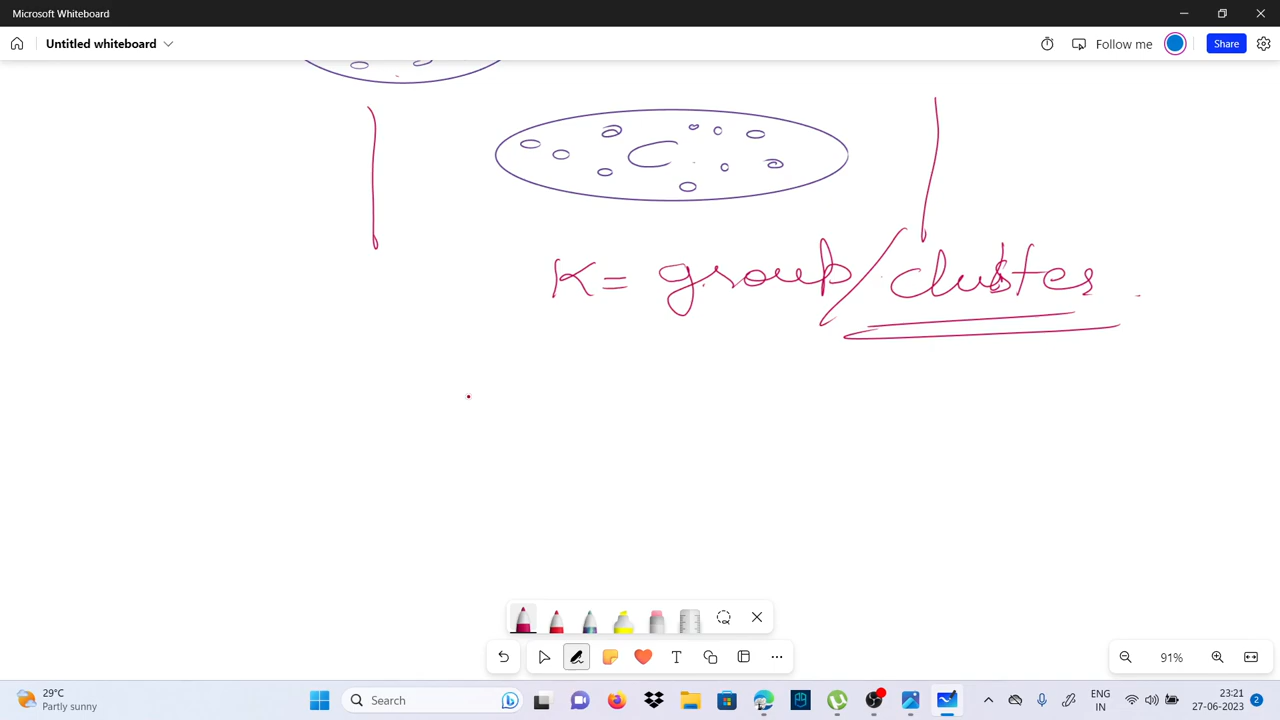 Microsoft Whiteboard
Untitled whiteboard
Follow me
Share
K = group/cluster
91%
29°C
Partly sunny
Search
ENG
IN
23:21
27-06-2023
2